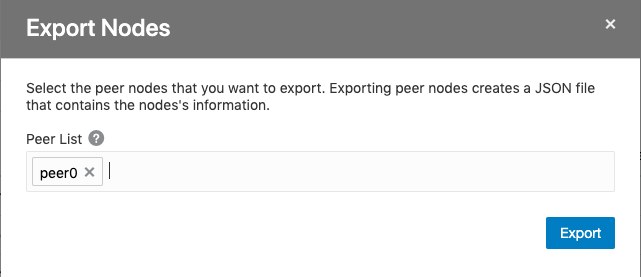 Export Nodes ×
Select the peer nodes that you want to export. Exporting peer nodes creates a JSON file
that contains the nodes's information.
Peer List ?
peer0 ×
Export